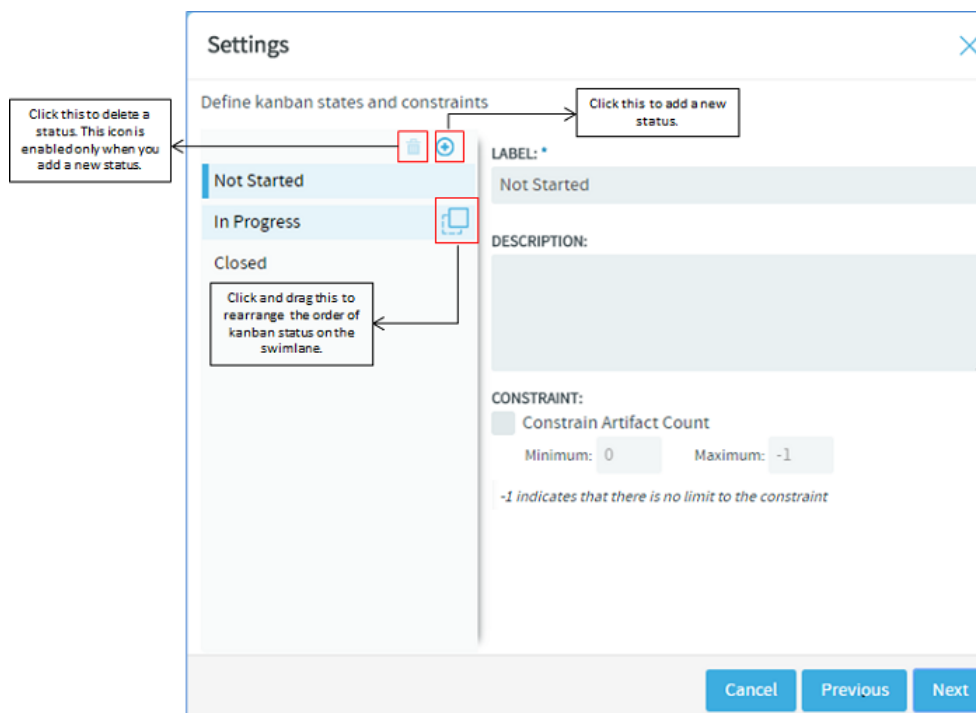 Settings
Define kanban states and constraints
Click this to delete a
status. This icon is
enabled only when you
add a new status.
Click this to add a new
status.
Not Started
In Progress
Closed
Click and drag this to
rearrange the order of
kanban status on the
swimlane.
LABEL: *
Not Started
DESCRIPTION:
CONSTRAINT:
Constrain Artifact Count
Minimum: 0 Maximum: -1
-1 indicates that there is no limit to the constraint
Cancel Previous Next